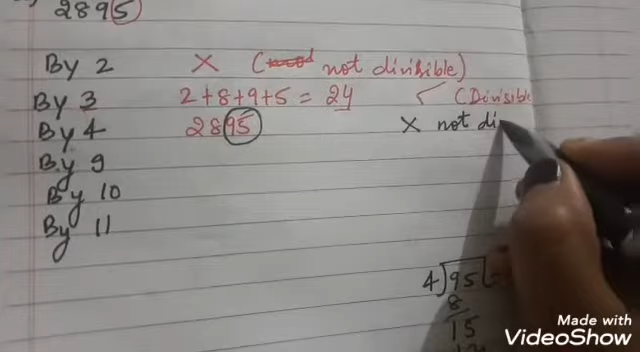 2895
By 2 X (not divisible)
By 3 2+8+9+5 = 24 ✓ (Divisible
By 4 2895 X not di
By 9
By 10
By 11
4)95(
8
15
Made with
VideoShow